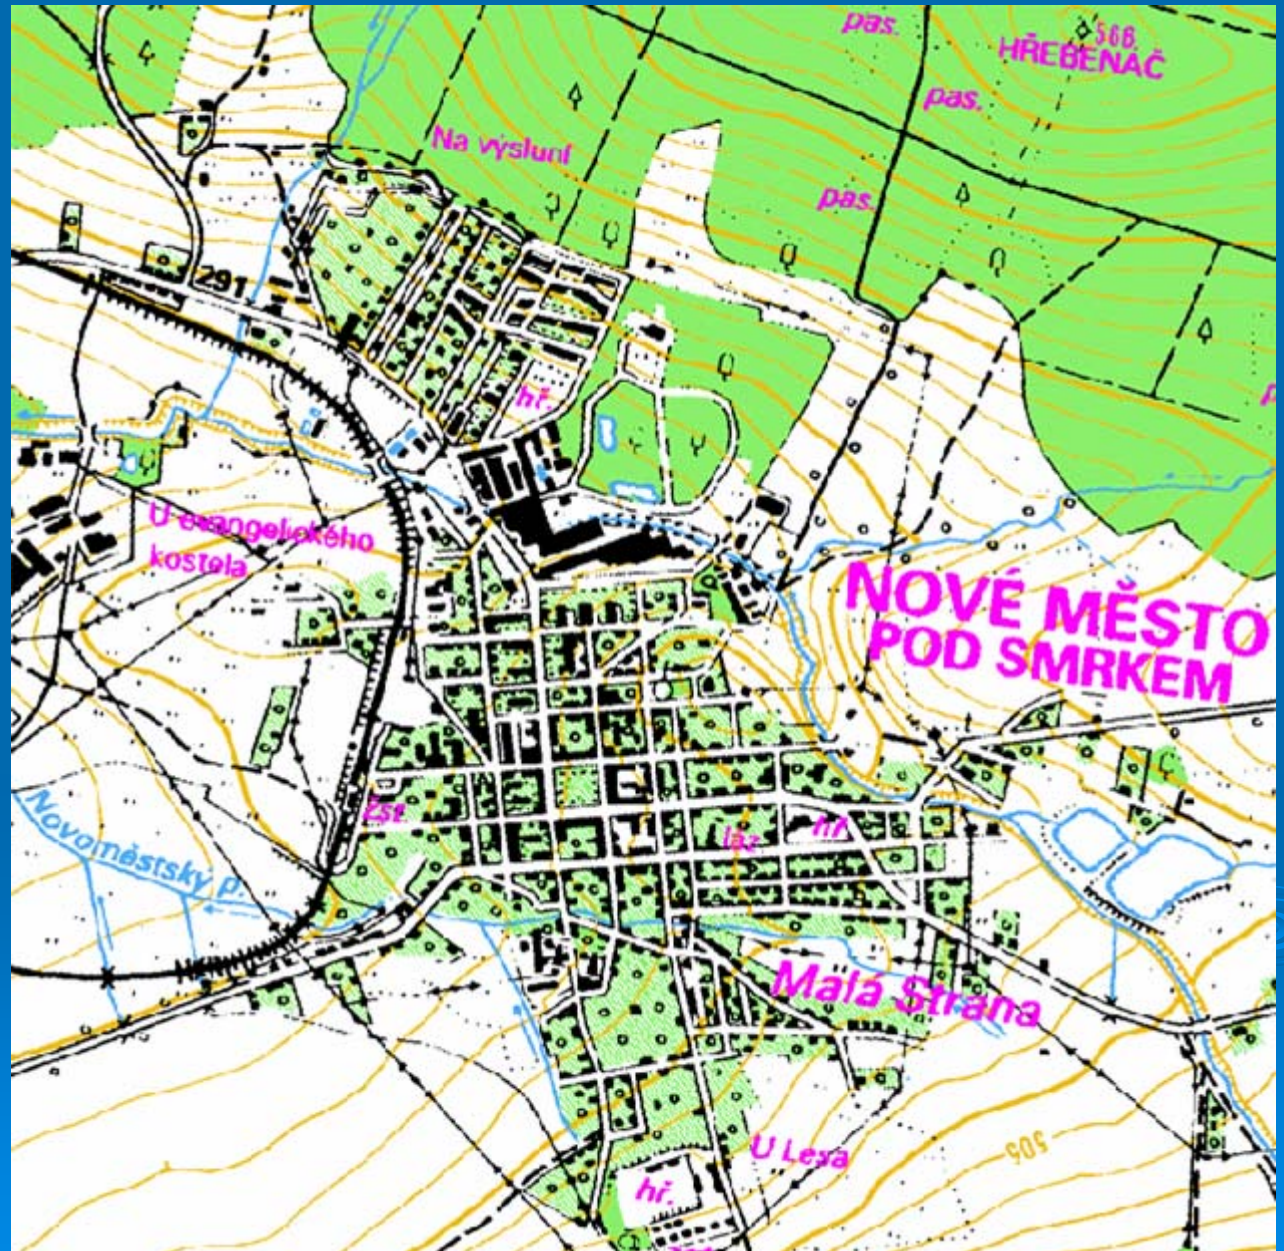 pas.
568
HŘEBENÁČ
pas.
Na výsluní
pas.
291
hř.
U evangelického
kostela
NOVÉ MĚSTO
POD SMRKEM
žst
hř.
láz
Novoměstský p.
Malá Strana
U Lesa
505
hř.